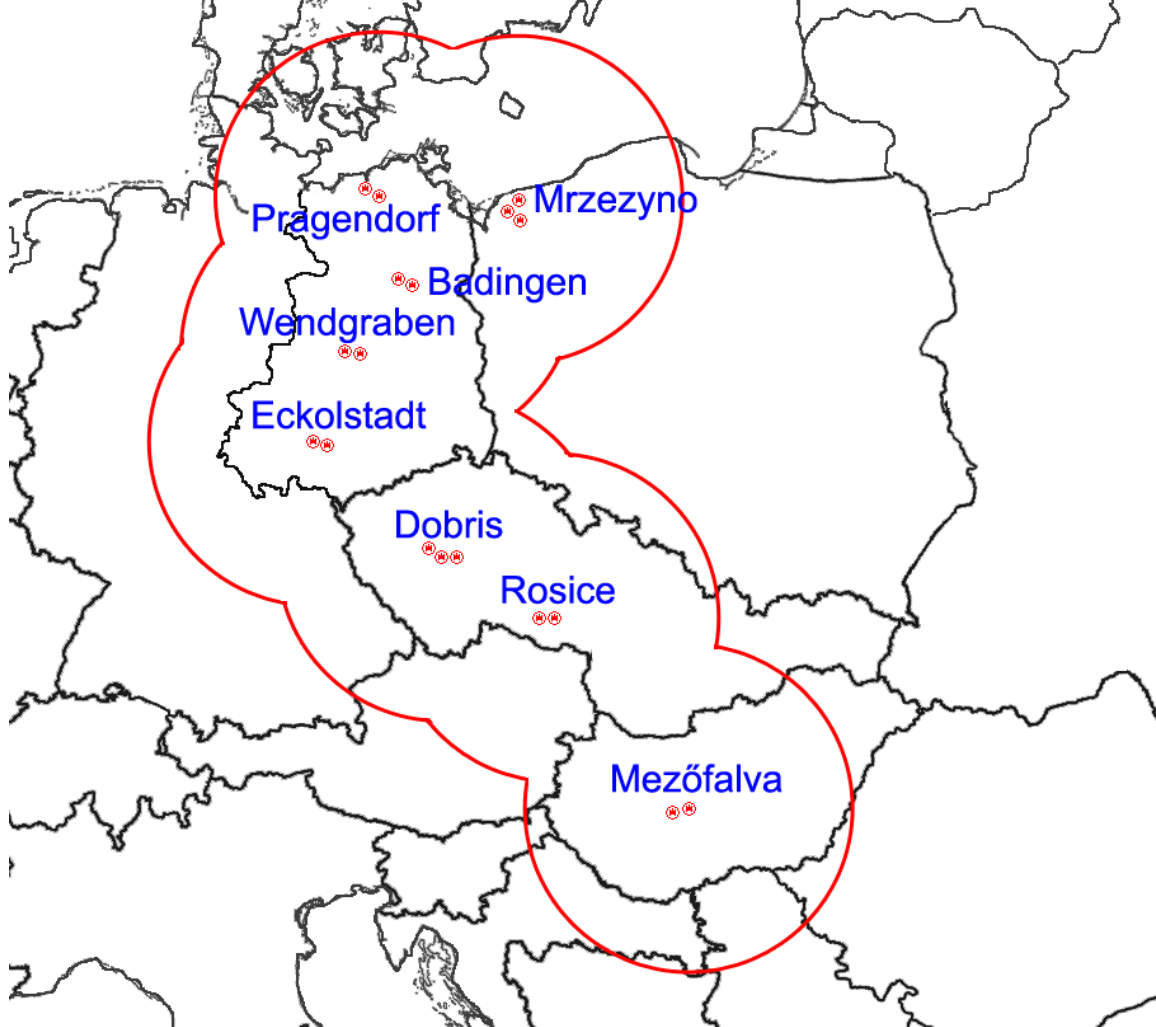 Mrzezyno
Pragendorf
Badingen
Wendgraben
Eckolstadt
Dobris
Rosice
Mezőfalva